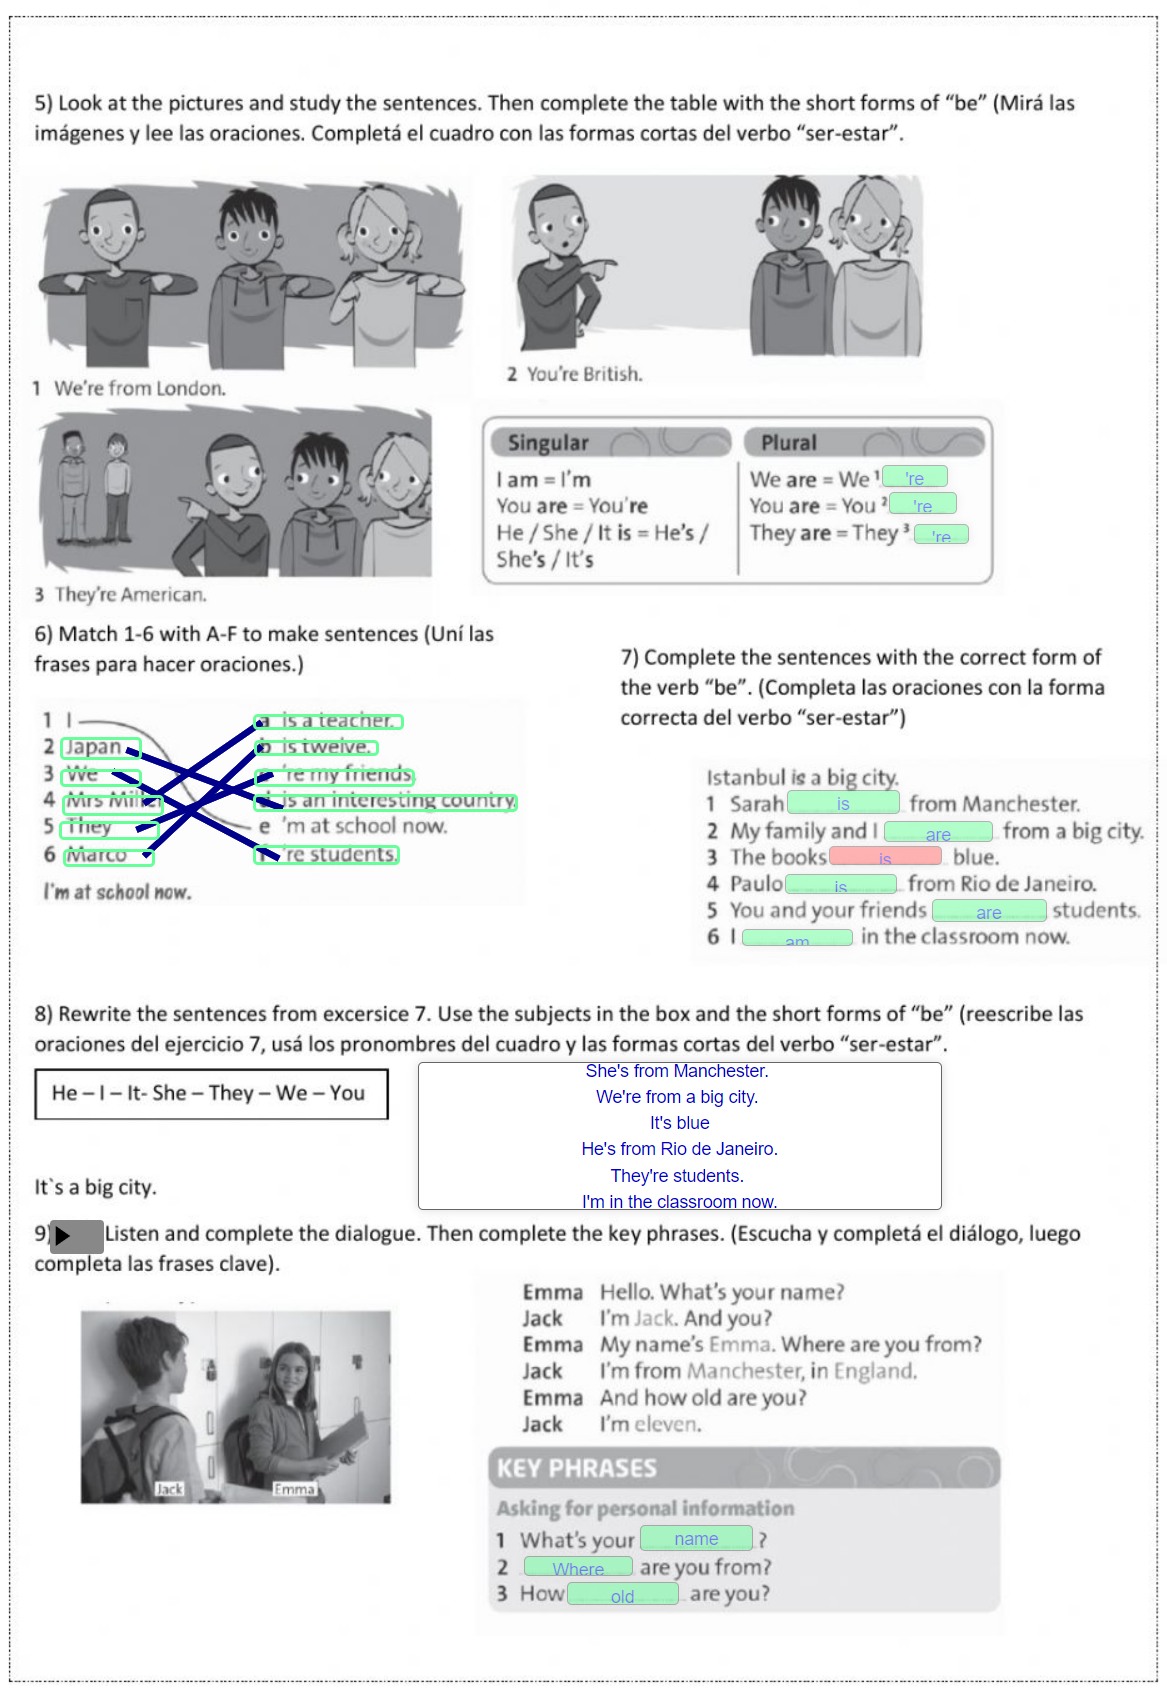 5) Look at the pictures and study the sentences. Then complete the table with the short forms of “be” (Mirá las
imágenes y lee las oraciones. Completá el cuadro con las formas cortas del verbo “ser-estar”.
1 We're from London.
2 You're British.
3 They're American.
Singular
I am = I'm
You are = You're
He / She / It is = He's /
She's / It's
Plural
We are = We ¹ 're
You are = You ² 're
They are = They ³ 're
6) Match 1-6 with A-F to make sentences (Uní las
frases para hacer oraciones.)
1 I
2 Japan
3 We
4 Mrs Miller
5 They
6 Marco
a is a teacher.
b is twelve.
c 're my friends.
d is an interesting country.
e 'm at school now.
f 're students.
I'm at school now.
7) Complete the sentences with the correct form of
the verb “be”. (Completa las oraciones con la forma
correcta del verbo “ser-estar”)
Istanbul is a big city.
1 Sarah is from Manchester.
2 My family and I are from a big city.
3 The books is blue.
4 Paulo is from Rio de Janeiro.
5 You and your friends are students.
6 I am in the classroom now.
8) Rewrite the sentences from excersice 7. Use the subjects in the box and the short forms of “be” (reescribe las
oraciones del ejercicio 7, usá los pronombres del cuadro y las formas cortas del verbo “ser-estar”.
He – I – It- She – They – We – You
She's from Manchester.
We're from a big city.
It's blue
He's from Rio de Janeiro.
They're students.
I'm in the classroom now.
It`s a big city.
9) Listen and complete the dialogue. Then complete the key phrases. (Escucha y completá el diálogo, luego
completa las frases clave).
Jack
Emma
Emma Hello. What's your name?
Jack I'm Jack. And you?
Emma My name's Emma. Where are you from?
Jack I'm from Manchester, in England.
Emma And how old are you?
Jack I'm eleven.
KEY PHRASES
Asking for personal information
1 What's your name ?
2 Where are you from?
3 How old are you?